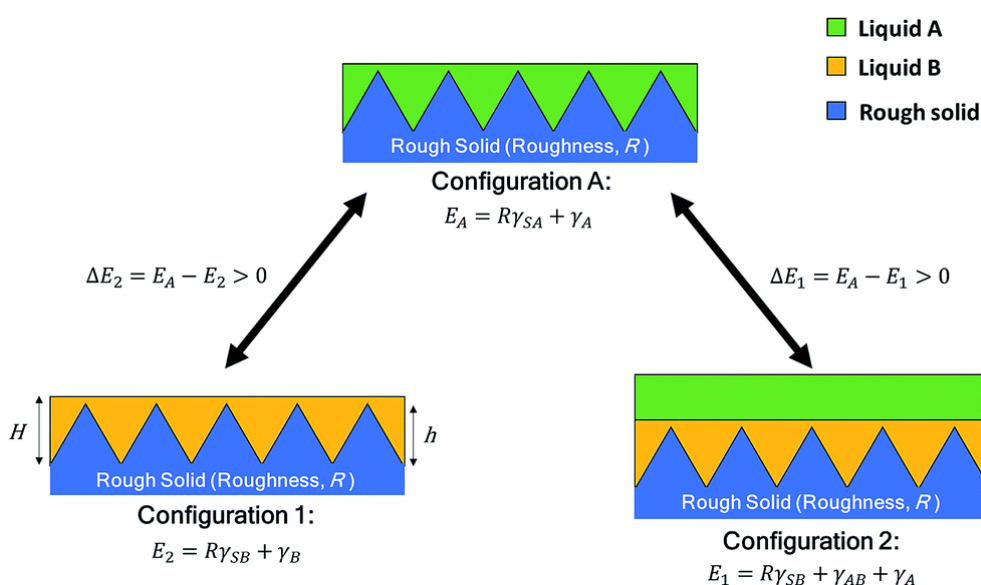 Liquid A
Liquid B
Rough solid
Rough Solid (Roughness, R )
Configuration A:
E_A = Rγ_SA + γ_A
ΔE_2 = E_A − E_2 > 0
ΔE_1 = E_A − E_1 > 0
H
h
Rough Solid (Roughness, R )
Configuration 1:
E_2 = Rγ_SB + γ_B
Rough Solid (Roughness, R )
Configuration 2:
E_1 = Rγ_SB + γ_AB + γ_A